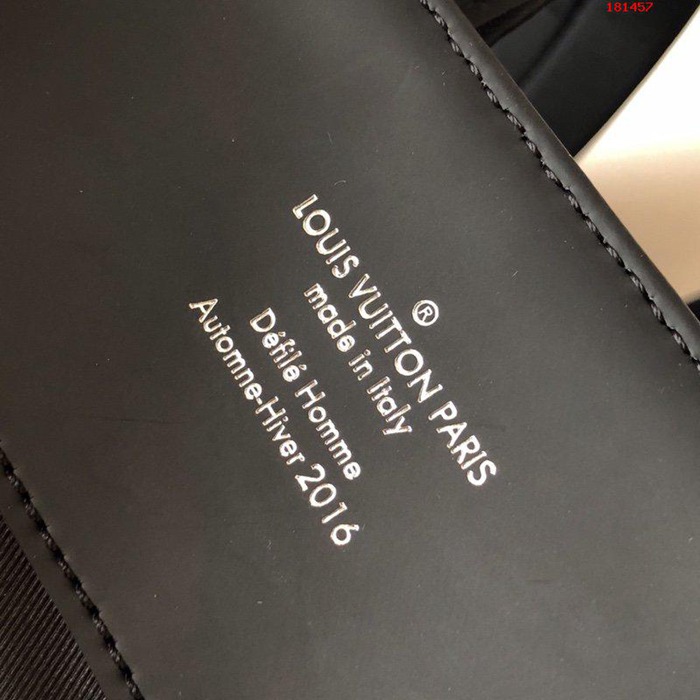 181457
®
LOUIS VUITTON PARIS
made in Italy
Défilé Homme
Automne-Hiver 2016